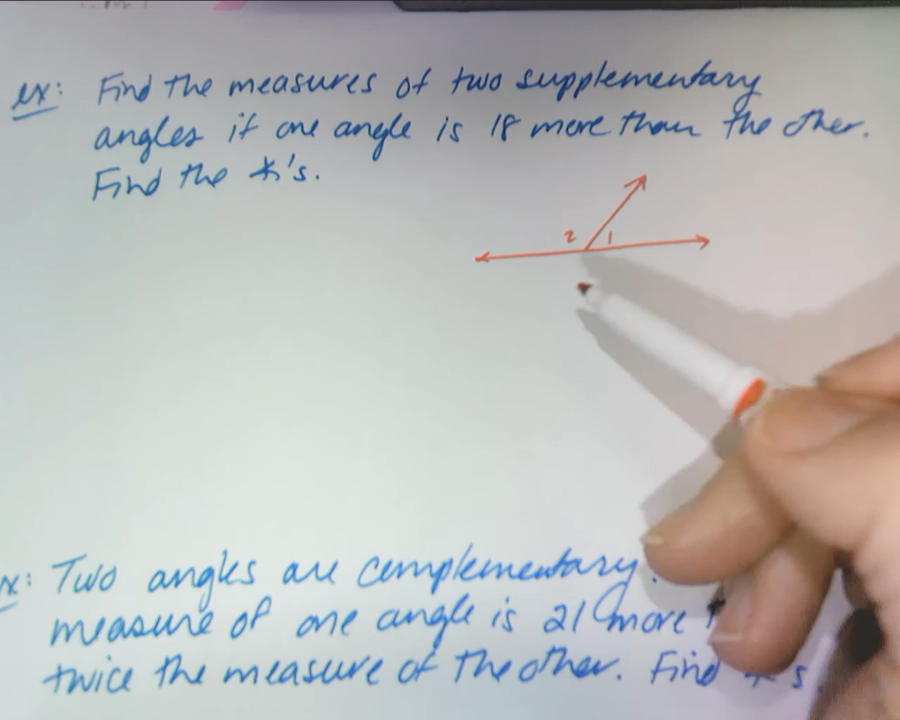 ex: Find the measures of two supplementary
angles if one angle is 18 more than the other.
Find the ∡'s.
2 1
x: Two angles are complementary.
measure of one angle is 21 more
twice the measure of the other. Find ∡'s.